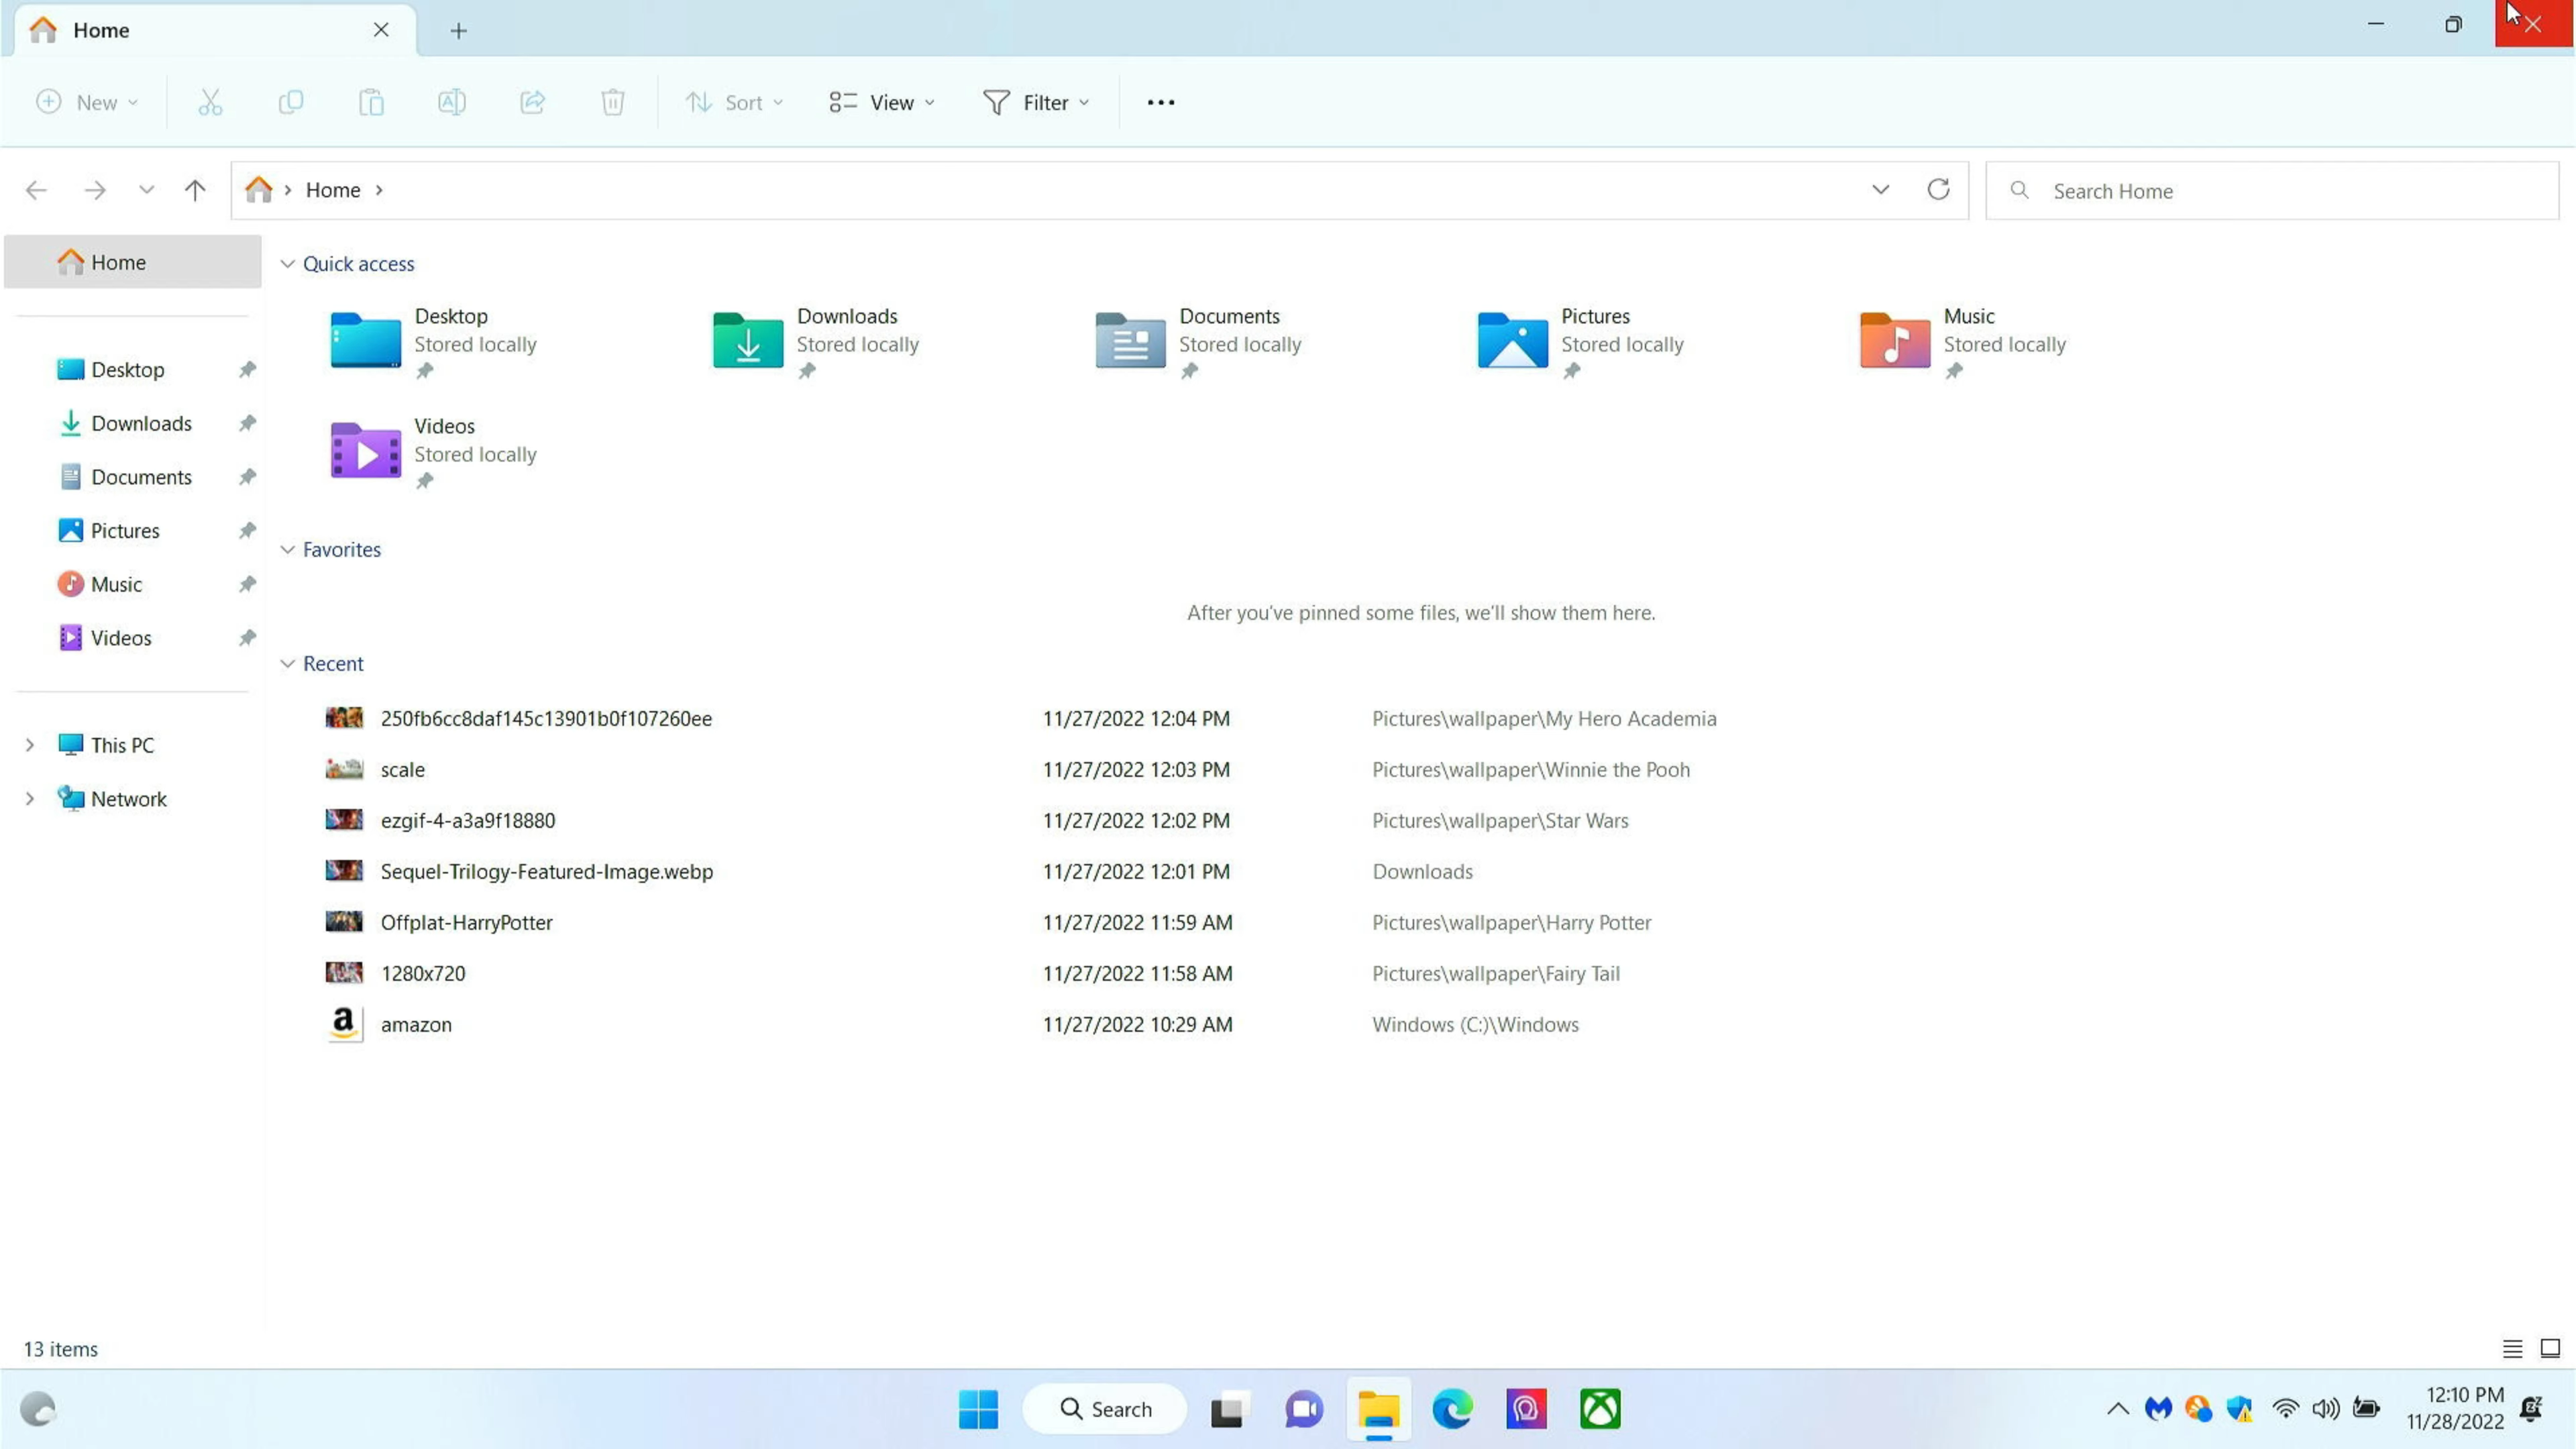 Home
New
Sort
View
Filter
Home
Search Home
Home
Desktop
Downloads
Documents
Pictures
Music
Videos
This PC
Network
Quick access
Desktop
Stored locally
Downloads
Stored locally
Documents
Stored locally
Pictures
Stored locally
Music
Stored locally
Videos
Stored locally
Favorites
After you've pinned some files, we'll show them here.
Recent
250fb6cc8daf145c13901b0f107260ee 11/27/2022 12:04 PM Pictures\wallpaper\My Hero Academia
scale 11/27/2022 12:03 PM Pictures\wallpaper\Winnie the Pooh
ezgif-4-a3a9f18880 11/27/2022 12:02 PM Pictures\wallpaper\Star Wars
Sequel-Trilogy-Featured-Image.webp 11/27/2022 12:01 PM Downloads
Offplat-HarryPotter 11/27/2022 11:59 AM Pictures\wallpaper\Harry Potter
1280x720 11/27/2022 11:58 AM Pictures\wallpaper\Fairy Tail
amazon 11/27/2022 10:29 AM Windows (C:)\Windows
13 items
Search
12:10 PM
11/28/2022